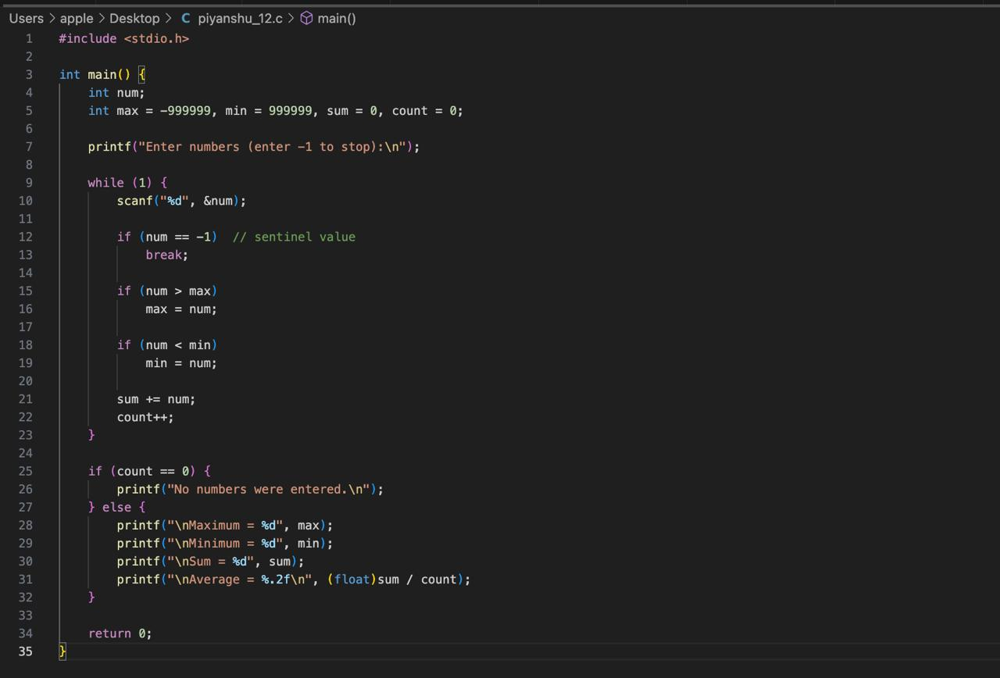 Users > apple > Desktop > C piyanshu_12.c > main()
1 #include <stdio.h>
2
3 int main() {
4     int num;
5     int max = -999999, min = 999999, sum = 0, count = 0;
6
7     printf("Enter numbers (enter -1 to stop):\n");
8
9     while (1) {
10         scanf("%d", &num);
11
12         if (num == -1)  // sentinel value
13             break;
14
15         if (num > max)
16             max = num;
17
18         if (num < min)
19             min = num;
20
21         sum += num;
22         count++;
23     }
24
25     if (count == 0) {
26         printf("No numbers were entered.\n");
27     } else {
28         printf("\nMaximum = %d", max);
29         printf("\nMinimum = %d", min);
30         printf("\nSum = %d", sum);
31         printf("\nAverage = %.2f\n", (float)sum / count);
32     }
33
34     return 0;
35 }